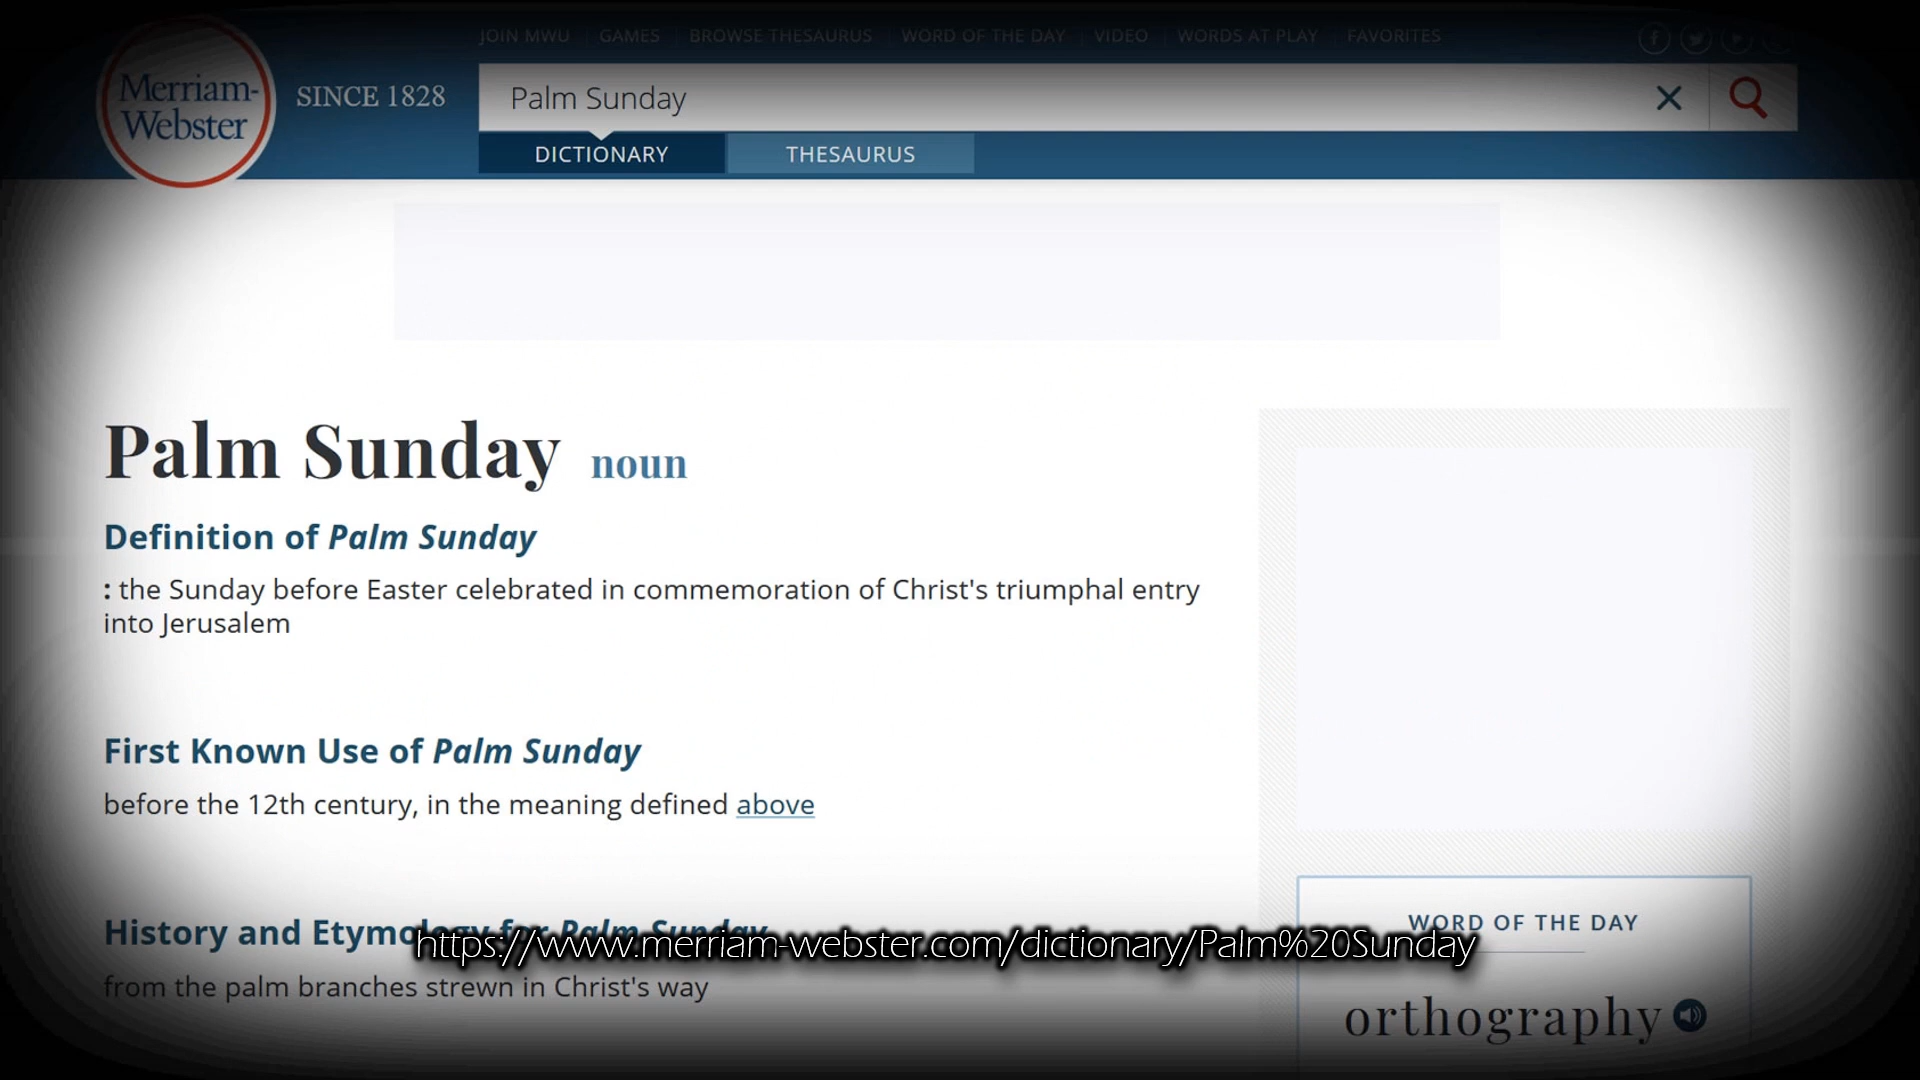 JOIN MWU GAMES BROWSE THESAURUS WORD OF THE DAY VIDEO WORDS AT PLAY FAVORITES
Merriam-
Webster
SINCE 1828
Palm Sunday
DICTIONARY THESAURUS
Palm Sunday noun
Definition of Palm Sunday
: the Sunday before Easter celebrated in commemoration of Christ's triumphal entry
into Jerusalem
First Known Use of Palm Sunday
before the 12th century, in the meaning defined above
History and Etymology for Palm Sunday
from the palm branches strewn in Christ's way
https://www.merriam-webster.com/dictionary/Palm%20Sunday
WORD OF THE DAY
orthography